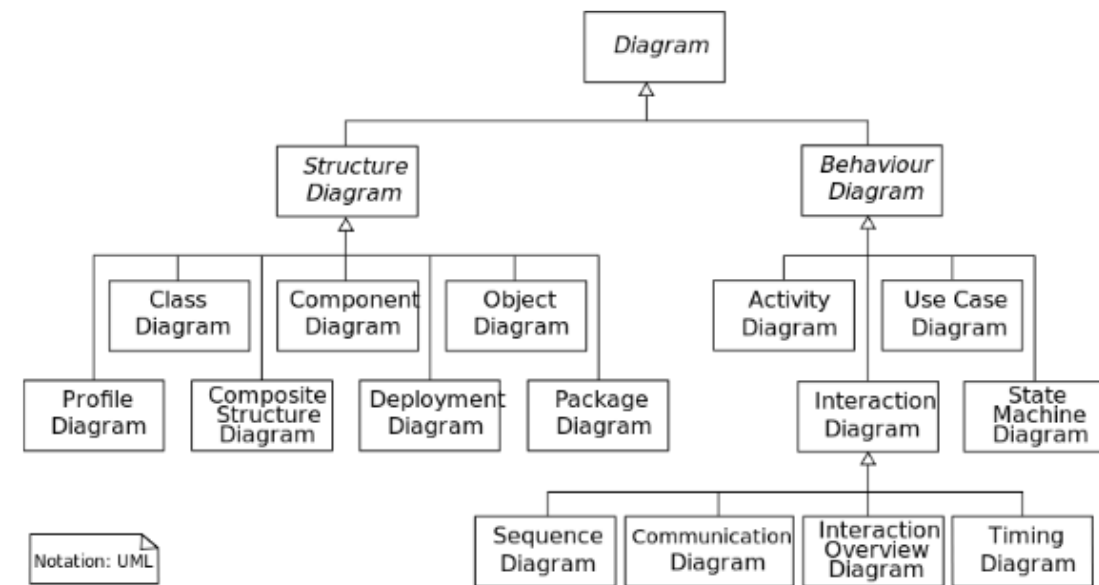 Diagram
Structure
Diagram
Behaviour
Diagram
Class
Diagram
Component
Diagram
Object
Diagram
Activity
Diagram
Use Case
Diagram
Profile
Diagram
Composite
Structure
Diagram
Deployment
Diagram
Package
Diagram
Interaction
Diagram
State
Machine
Diagram
Sequence
Diagram
Communication
Diagram
Interaction
Overview
Diagram
Timing
Diagram
Notation: UML